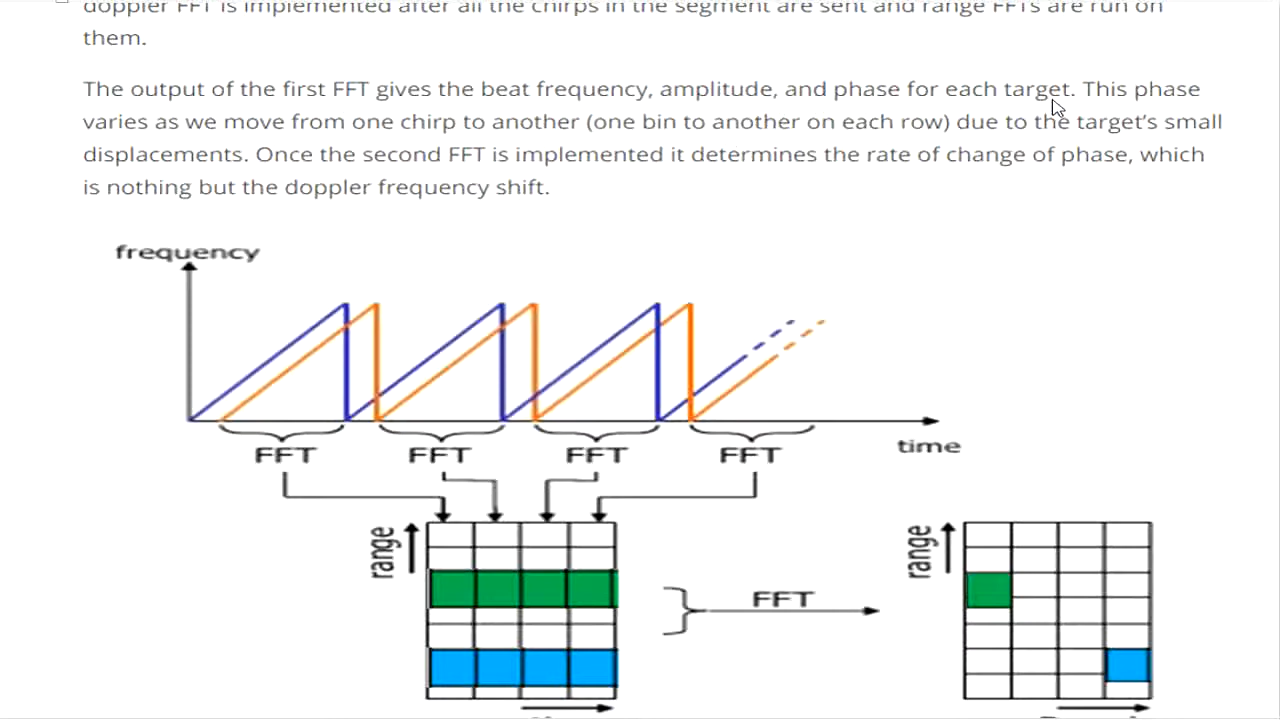 doppler FFT is implemented after all the chirps in the segment are sent and range FFTs are run on
them.
The output of the first FFT gives the beat frequency, amplitude, and phase for each target. This phase
varies as we move from one chirp to another (one bin to another on each row) due to the target's small
displacements. Once the second FFT is implemented it determines the rate of change of phase, which
is nothing but the doppler frequency shift.
frequency
time
FFT FFT FFT FFT
range
range
FFT